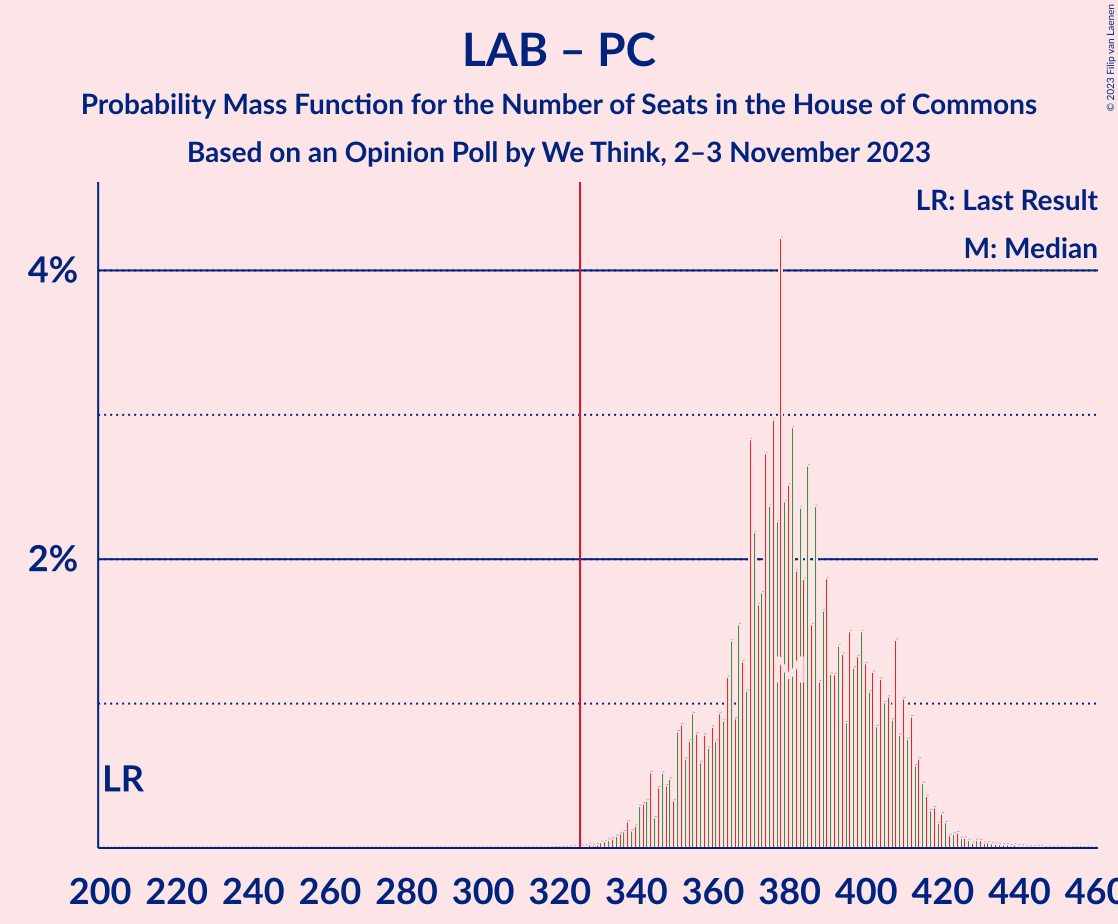 LAB – PC
Probability Mass Function for the Number of Seats in the House of Commons
Based on an Opinion Poll by We Think, 2–3 November 2023
© 2023 Filip van Laenen
LR: Last Result
M: Median
4%
2%
LR
200 220 240 260 280 300 320 340 360 380 400 420 440 460